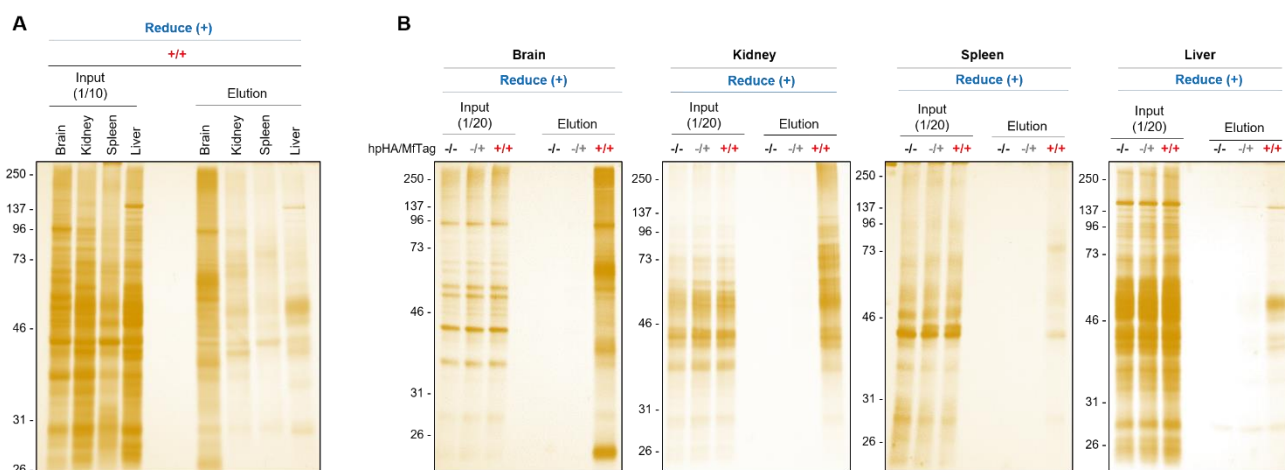 A
Reduce (+)
+/+
Input
(1/10)
Elution
Brain
Kidney
Spleen
Liver
Brain
Kidney
Spleen
Liver
250 -
137 -
96 -
73 -
46 -
31 -
26 -
B
Brain
Reduce (+)
Input
(1/20)
Elution
hpHA/MfTag
-/- -/+ +/+ -/- -/+ +/+
250 -
137 -
96 -
73 -
46 -
31 -
26 -
Kidney
Reduce (+)
Input
(1/20)
Elution
-/- -/+ +/+ -/- -/+ +/+
250 -
137 -
96 -
73 -
46 -
31 -
26 -
Spleen
Reduce (+)
Input
(1/20)
Elution
-/- -/+ +/+ -/- -/+ +/+
250 -
137 -
96 -
73 -
46 -
31 -
26 -
Liver
Reduce (+)
Input
(1/20)
Elution
-/- -/+ +/+ -/- -/+ +/+
250 -
137 -
96 -
73 -
46 -
31 -
26 -